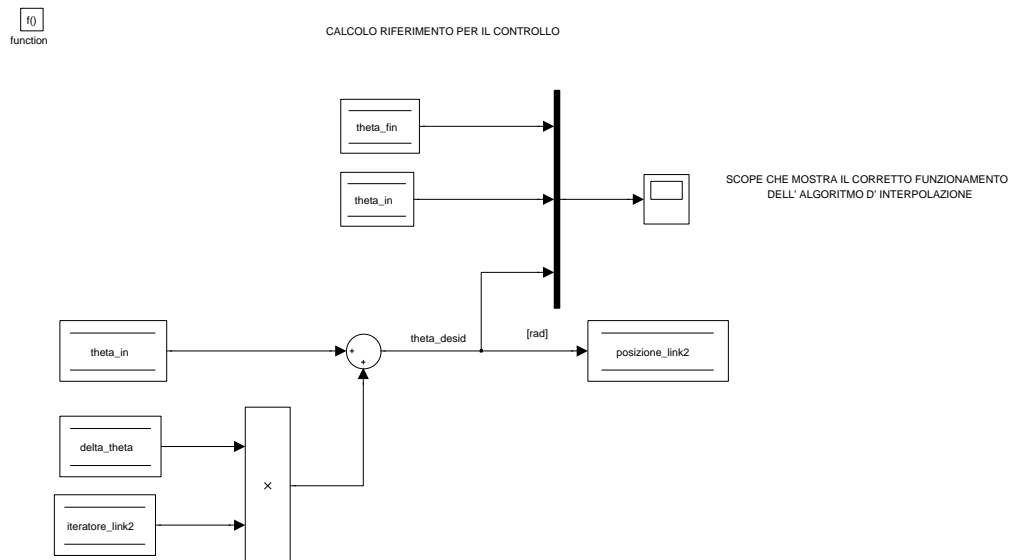 f()
function
CALCOLO RIFERIMENTO PER IL CONTROLLO
theta_fin
theta_in
SCOPE CHE MOSTRA IL CORRETTO FUNZIONAMENTO
DELL' ALGORITMO D' INTERPOLAZIONE
theta_in
+
+
theta_desid
[rad]
posizione_link2
delta_theta
×
iteratore_link2